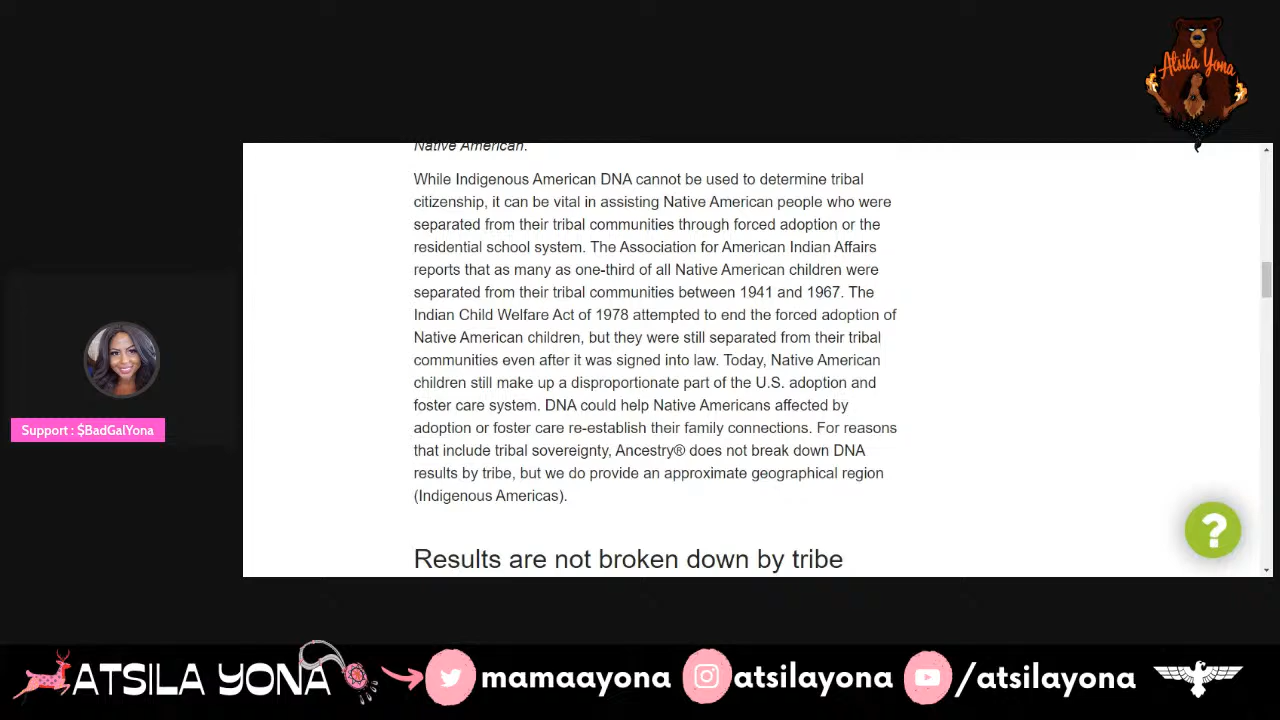 Atsila Yona
Native American.
While Indigenous American DNA cannot be used to determine tribal
citizenship, it can be vital in assisting Native American people who were
separated from their tribal communities through forced adoption or the
residential school system. The Association for American Indian Affairs
reports that as many as one-third of all Native American children were
separated from their tribal communities between 1941 and 1967. The
Indian Child Welfare Act of 1978 attempted to end the forced adoption of
Native American children, but they were still separated from their tribal
communities even after it was signed into law. Today, Native American
children still make up a disproportionate part of the U.S. adoption and
foster care system. DNA could help Native Americans affected by
adoption or foster care re-establish their family connections. For reasons
that include tribal sovereignty, Ancestry® does not break down DNA
results by tribe, but we do provide an approximate geographical region
(Indigenous Americas).
Results are not broken down by tribe
Support : $BadGalYona
?
ATSILA YONA mamaayona atsilayona /atsilayona